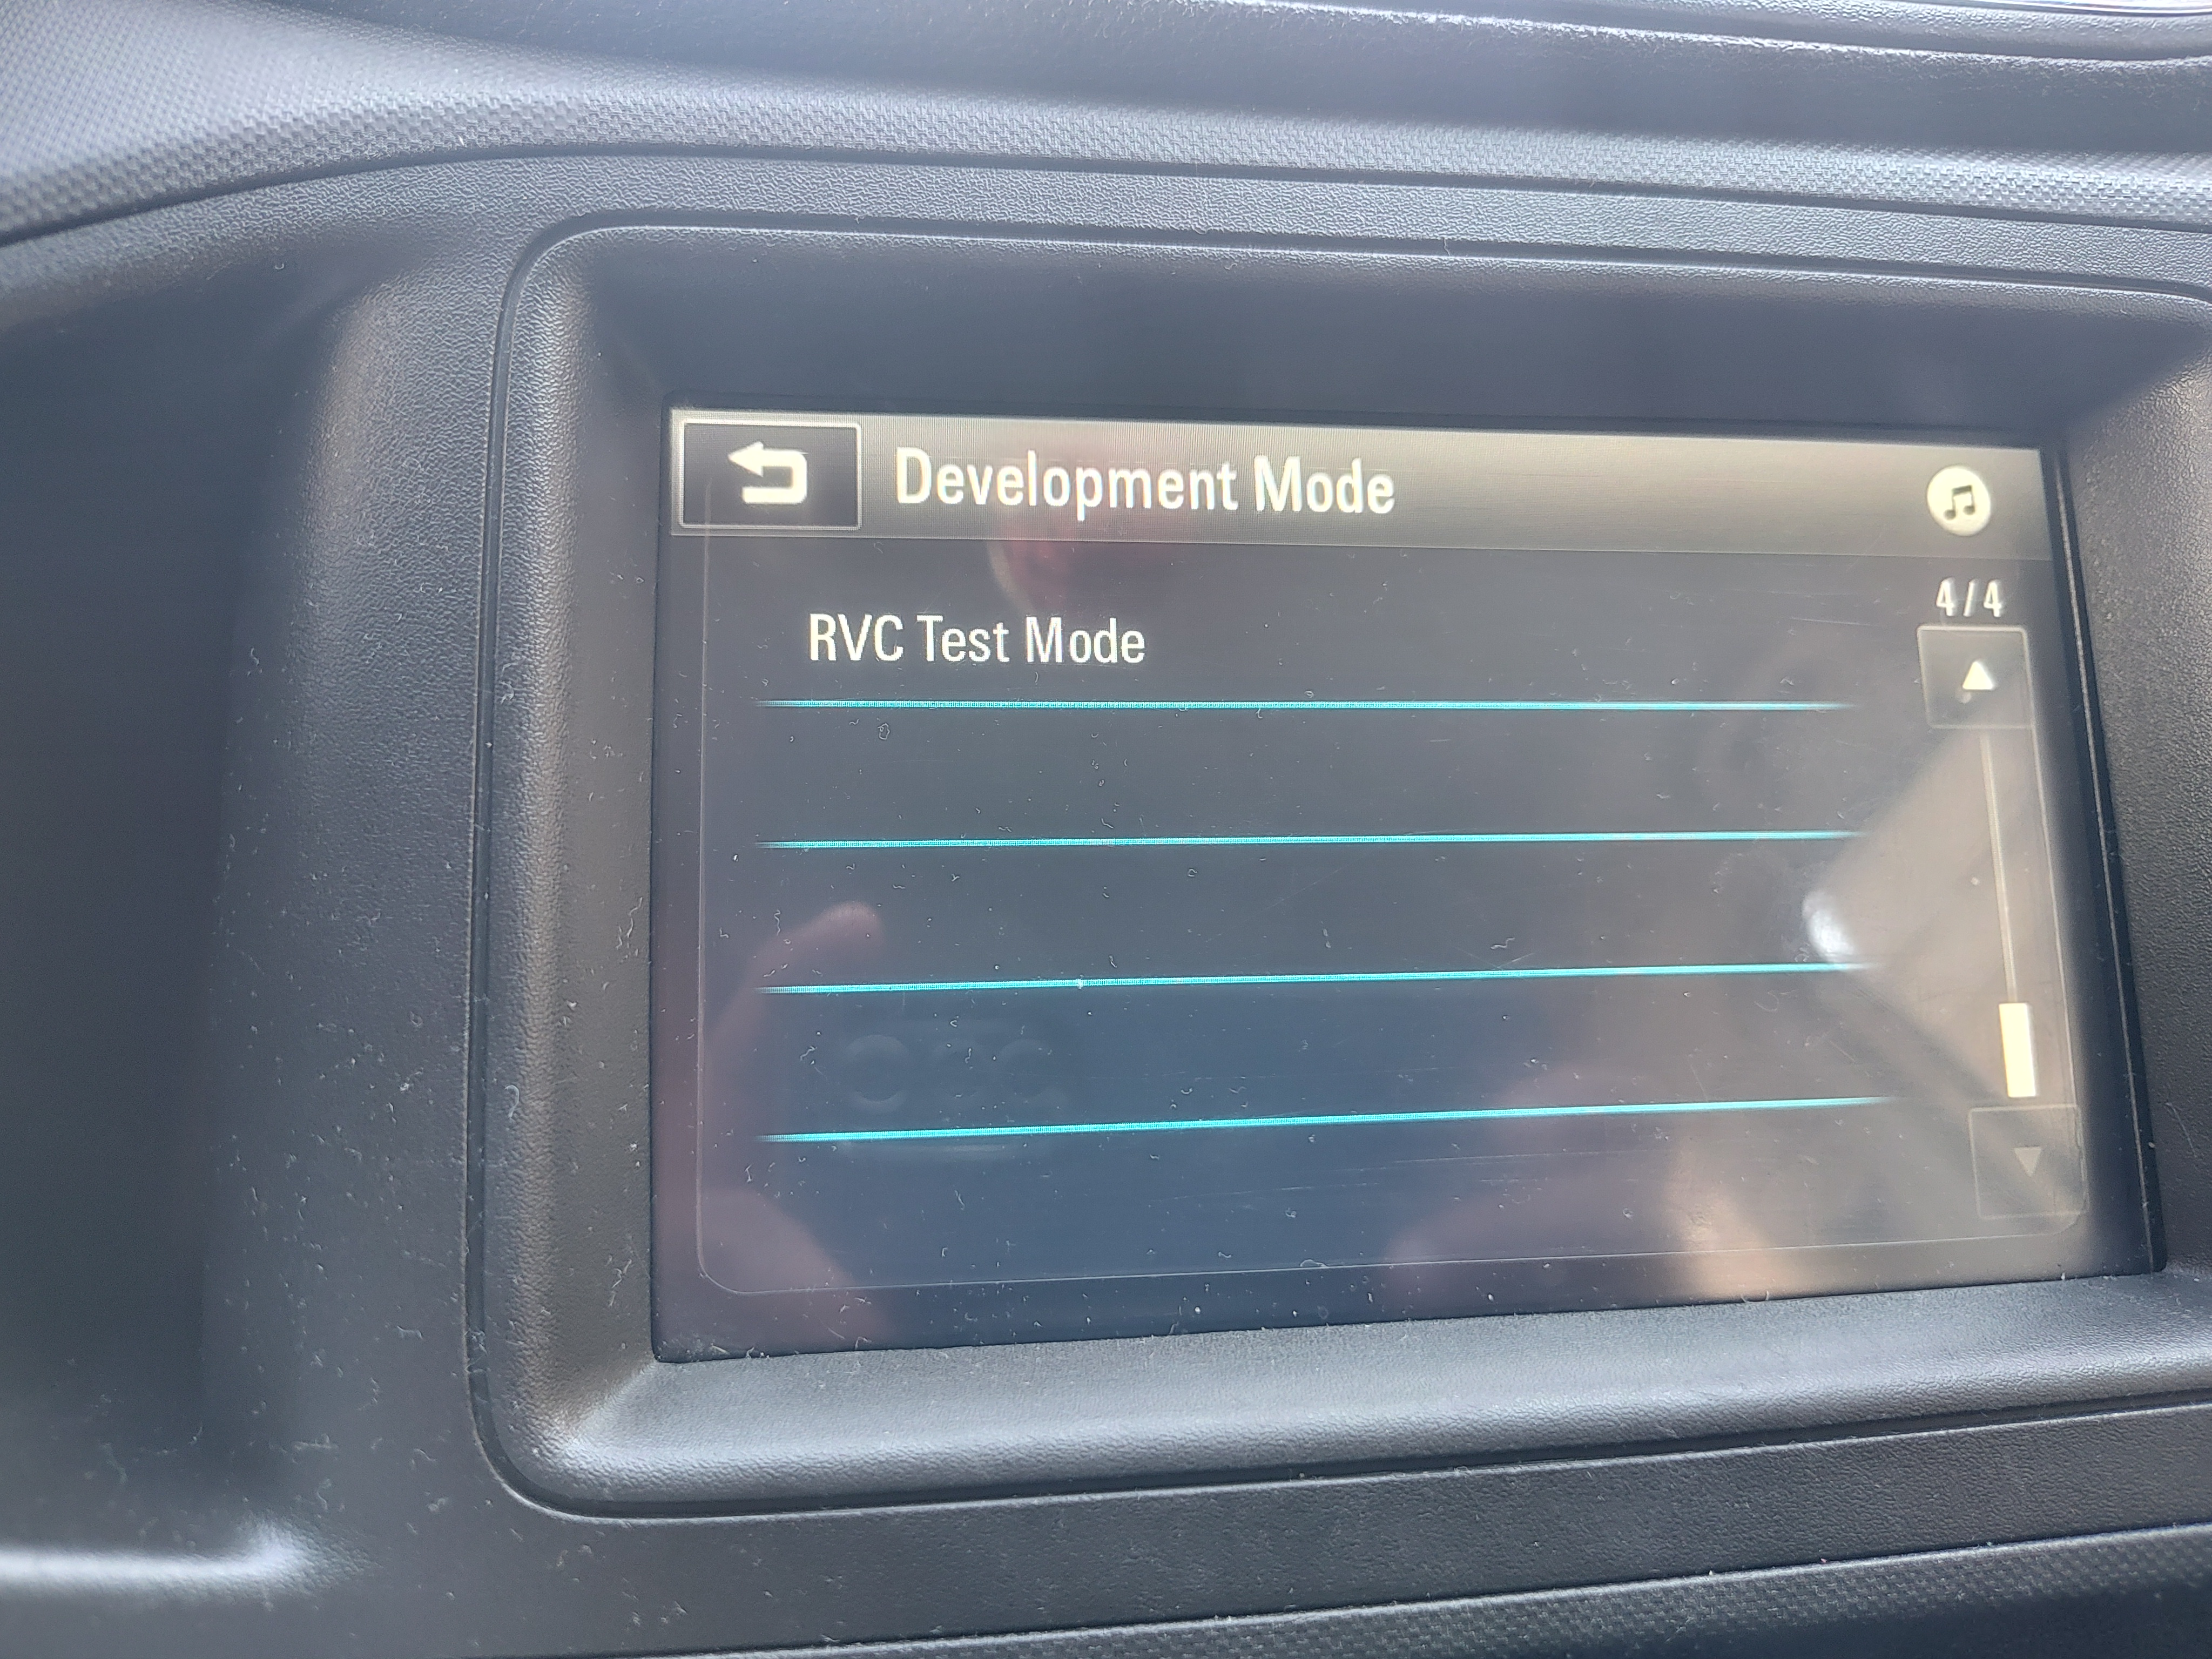 Development Mode
4/4
RVC Test Mode